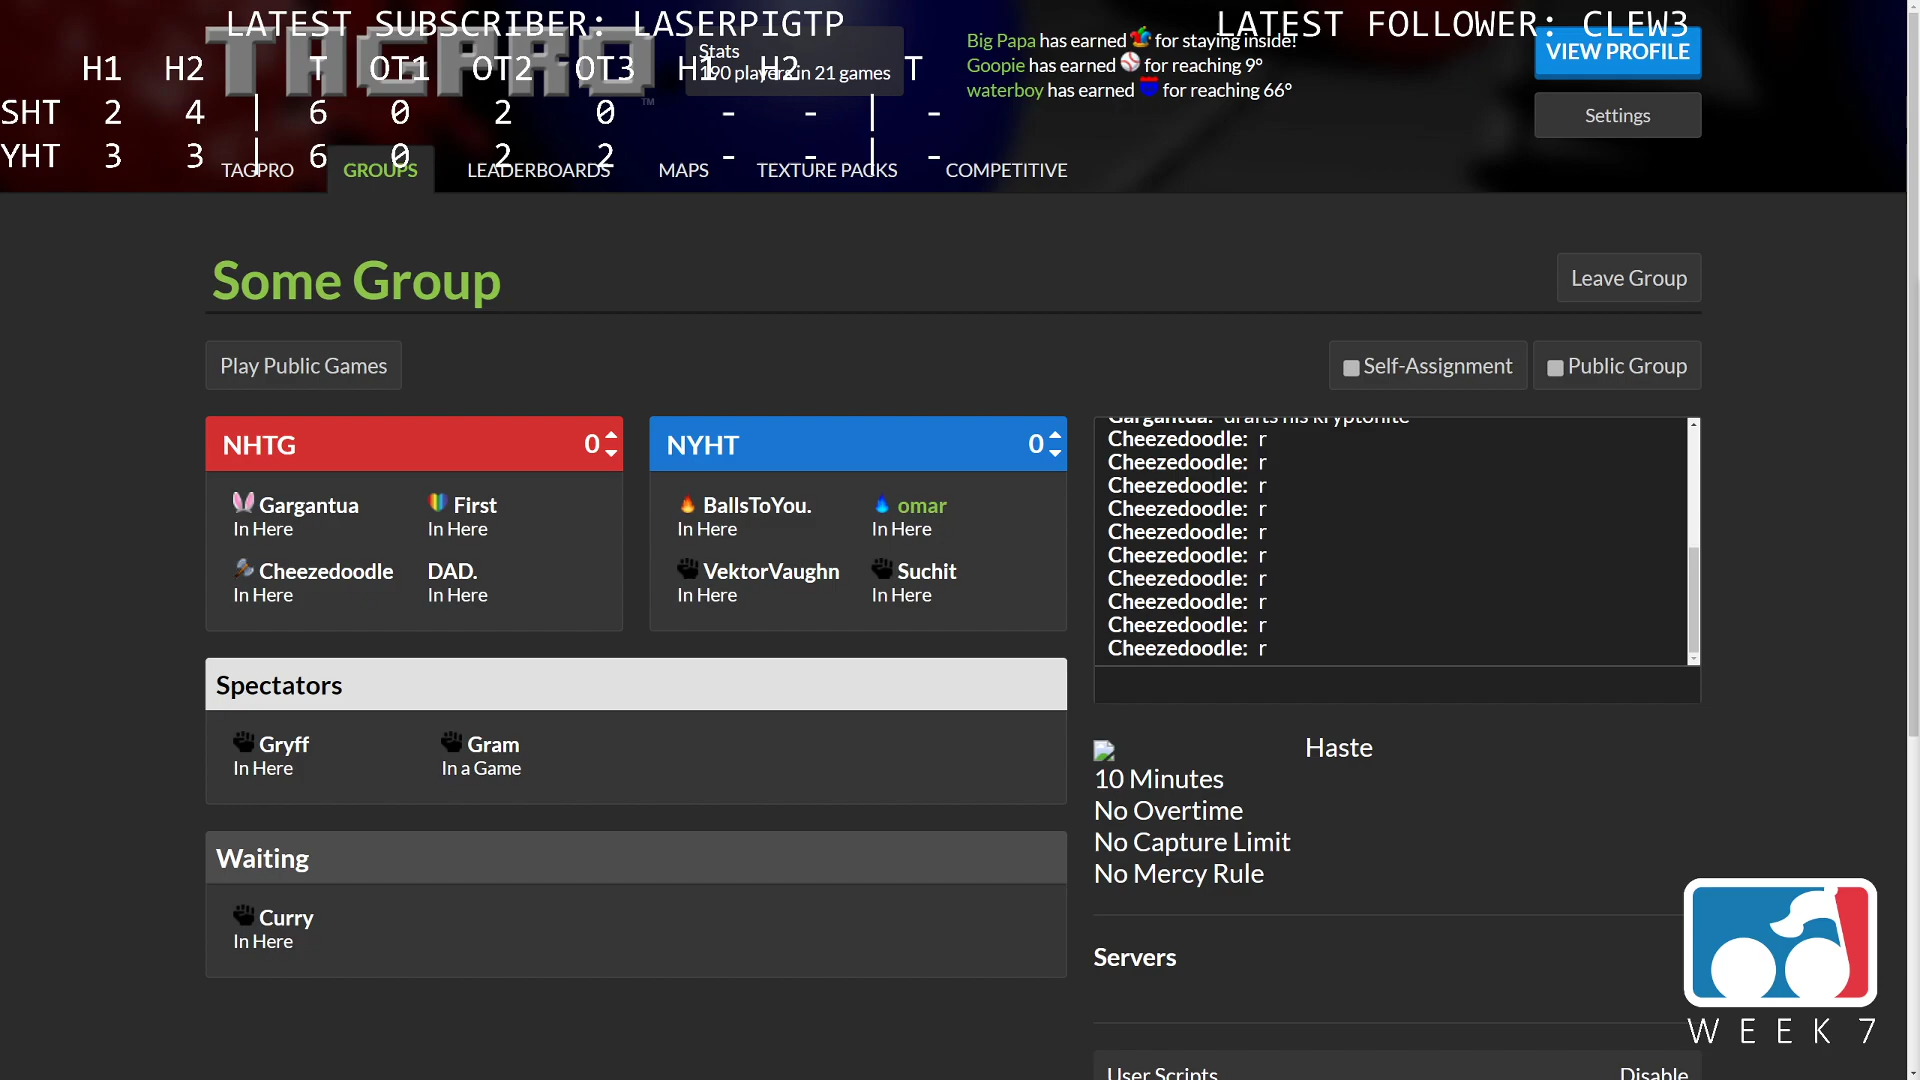 LATEST SUBSCRIBER: LASERPIGTP
LATEST FOLLOWER: CLEW3
TAGPRO™
Stats
190 players in 21 games
Big Papa has earned for staying inside!
Goopie has earned for reaching 9°
waterboy has earned for reaching 66°
VIEW PROFILE
Settings
H1 H2 T OT1 OT2 OT3 H1 H2 T
SHT 2 4 | 6 0 2 0 - - | -
YHT 3 3 | 6 0 2 2 - - | -
TAGPRO GROUPS LEADERBOARDS MAPS TEXTURE PACKS COMPETITIVE
Some Group
Leave Group
Play Public Games
Self-Assignment
Public Group
NHTG 0
Gargantua First
In Here In Here
Cheezedoodle DAD.
In Here In Here
NYHT 0
BallsToYou. omar
In Here In Here
VektorVaughn Suchit
In Here In Here
Gargantua: drafts his kryptonite
Cheezedoodle: r
Cheezedoodle: r
Cheezedoodle: r
Cheezedoodle: r
Cheezedoodle: r
Cheezedoodle: r
Cheezedoodle: r
Cheezedoodle: r
Cheezedoodle: r
Cheezedoodle: r
Spectators
Gryff Gram
In Here In a Game
Waiting
Curry
In Here
Haste
10 Minutes
No Overtime
No Capture Limit
No Mercy Rule
Servers
User Scripts Disable
WEEK 7